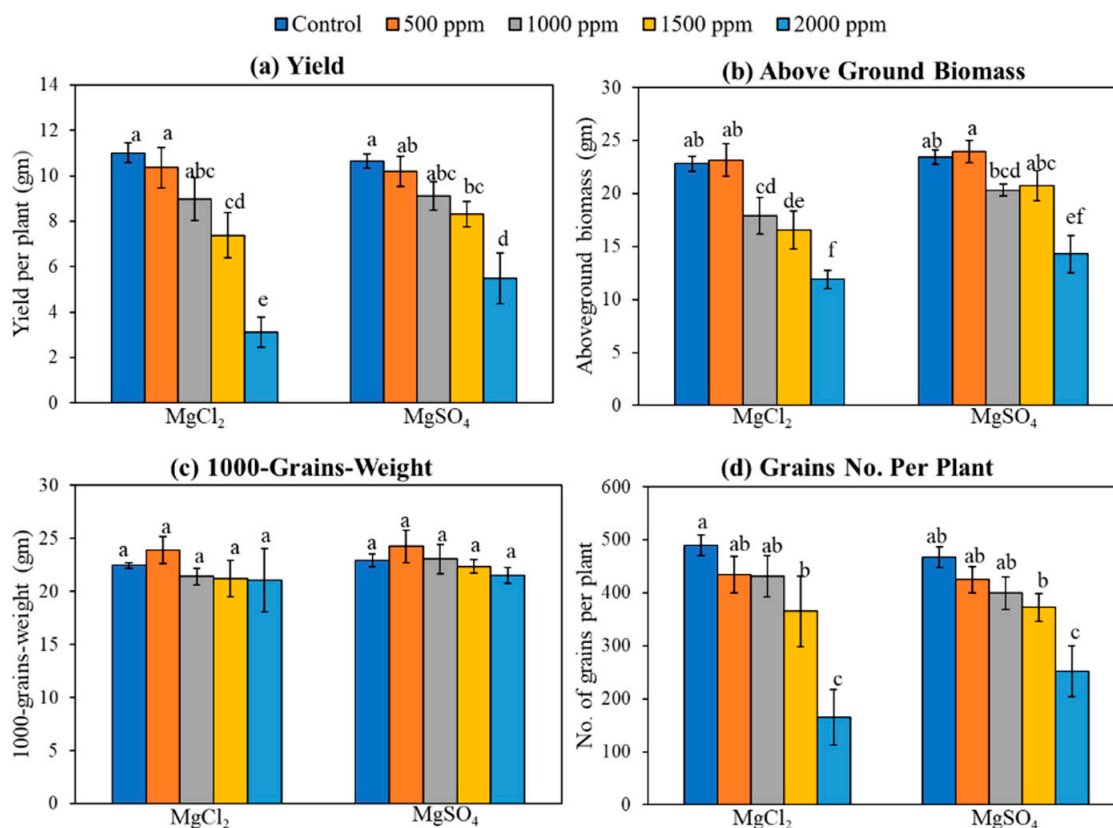 Control 500 ppm 1000 ppm 1500 ppm 2000 ppm
(a) Yield
Yield per plant (gm)
14
12
10
8
6
4
2
0
a a abc cd e
a ab abc bc d
MgCl₂ MgSO₄
(b) Above Ground Biomass
Aboveground biomass (gm)
30
25
20
15
10
5
0
ab ab cd de f
ab a bcd abc ef
MgCl₂ MgSO₄
(c) 1000-Grains-Weight
1000-grains-weight (gm)
30
25
20
15
10
5
0
a a a a a
a a a a a
MgCl₂ MgSO₄
(d) Grains No. Per Plant
No. of grains per plant
600
500
400
300
200
100
0
a ab ab b c
ab ab ab b c
MgCl₂ MgSO₄